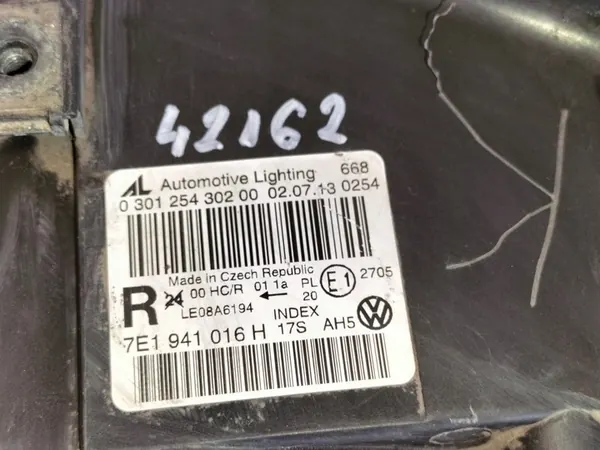 42162
AL Automotive Lighting 668
0 301 254 302 00 02.07.13 0254
Made in Czech Republic
R 24 00 HC/R 01 1a PL E1 2705
← 20
LE08A6194
INDEX
7E1 941 016 H 17S AH5 VW